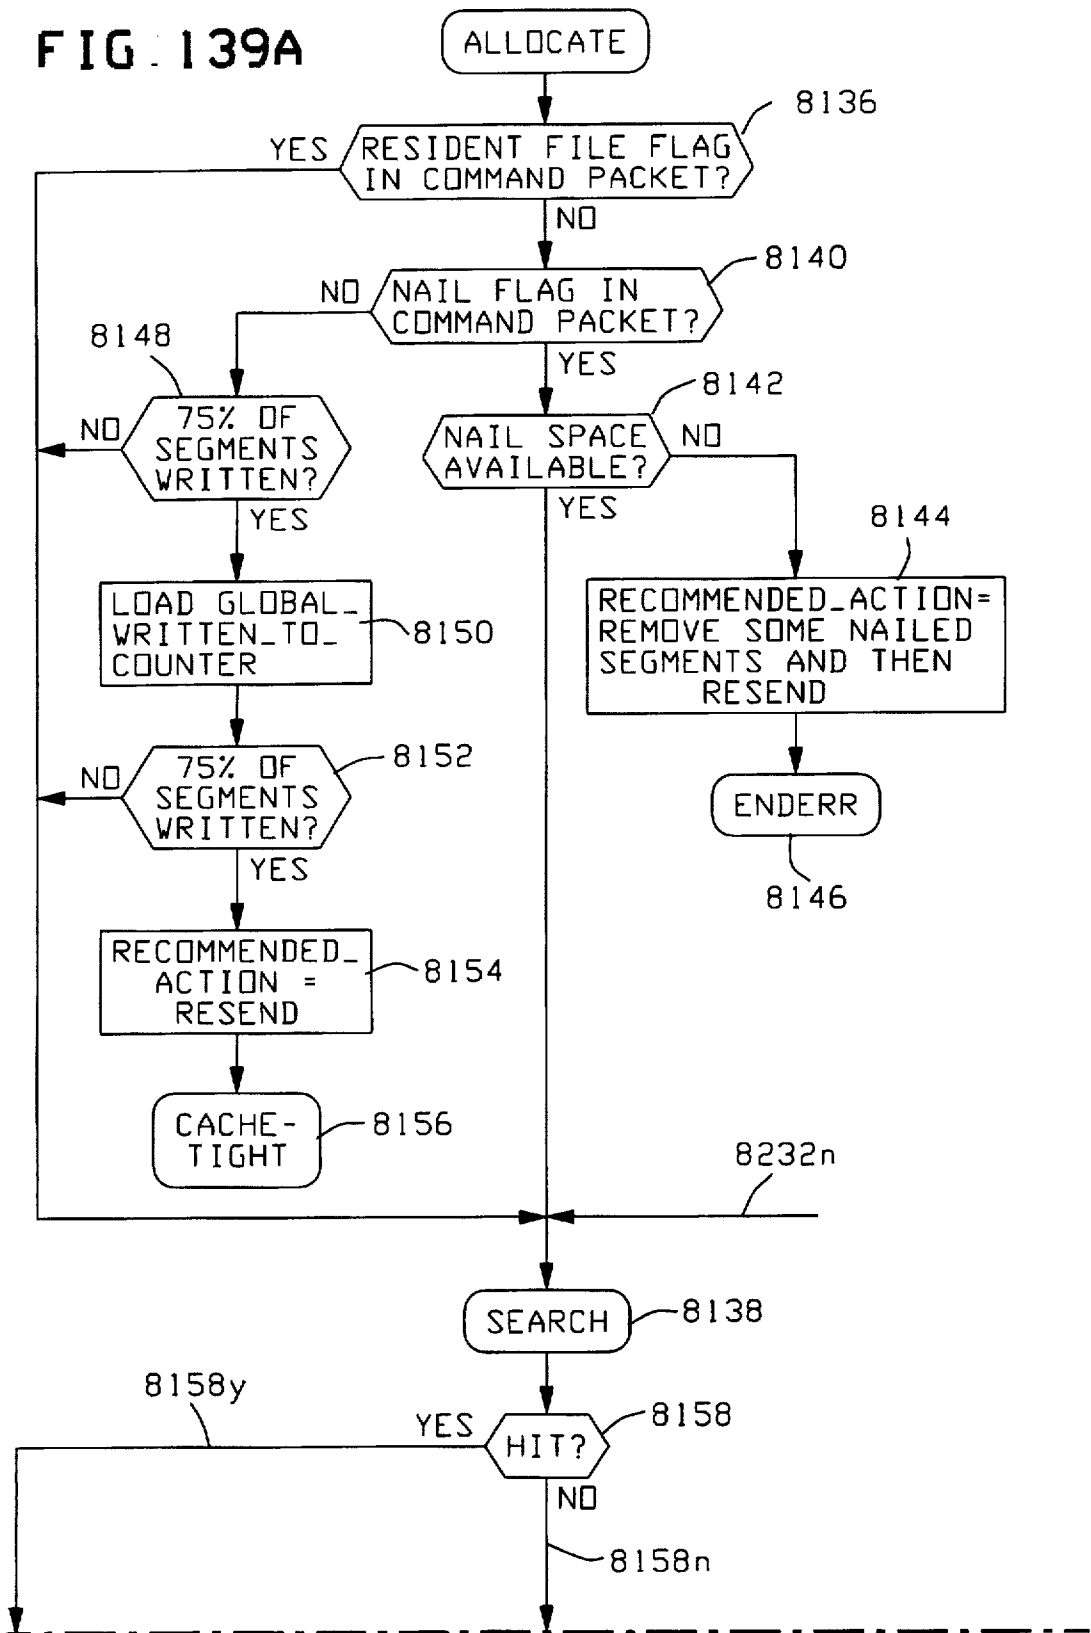 FIG. 139A
ALLOCATE
8136
YES
RESIDENT FILE FLAG
IN COMMAND PACKET?
NO
8140
NO
NAIL FLAG IN
COMMAND PACKET?
YES
8148
8142
75% OF
SEGMENTS
WRITTEN?
NO
YES
NAIL SPACE
AVAILABLE?
NO
YES
8144
LOAD GLOBAL_
WRITTEN_TO_
COUNTER
8150
RECOMMENDED_ACTION=
REMOVE SOME NAILED
SEGMENTS AND THEN
RESEND
75% OF
SEGMENTS
WRITTEN?
8152
NO
YES
ENDERR
8146
RECOMMENDED_
ACTION =
RESEND
8154
CACHE-
TIGHT
8156
8232n
SEARCH
8138
8158y
YES
HIT?
8158
NO
8158n